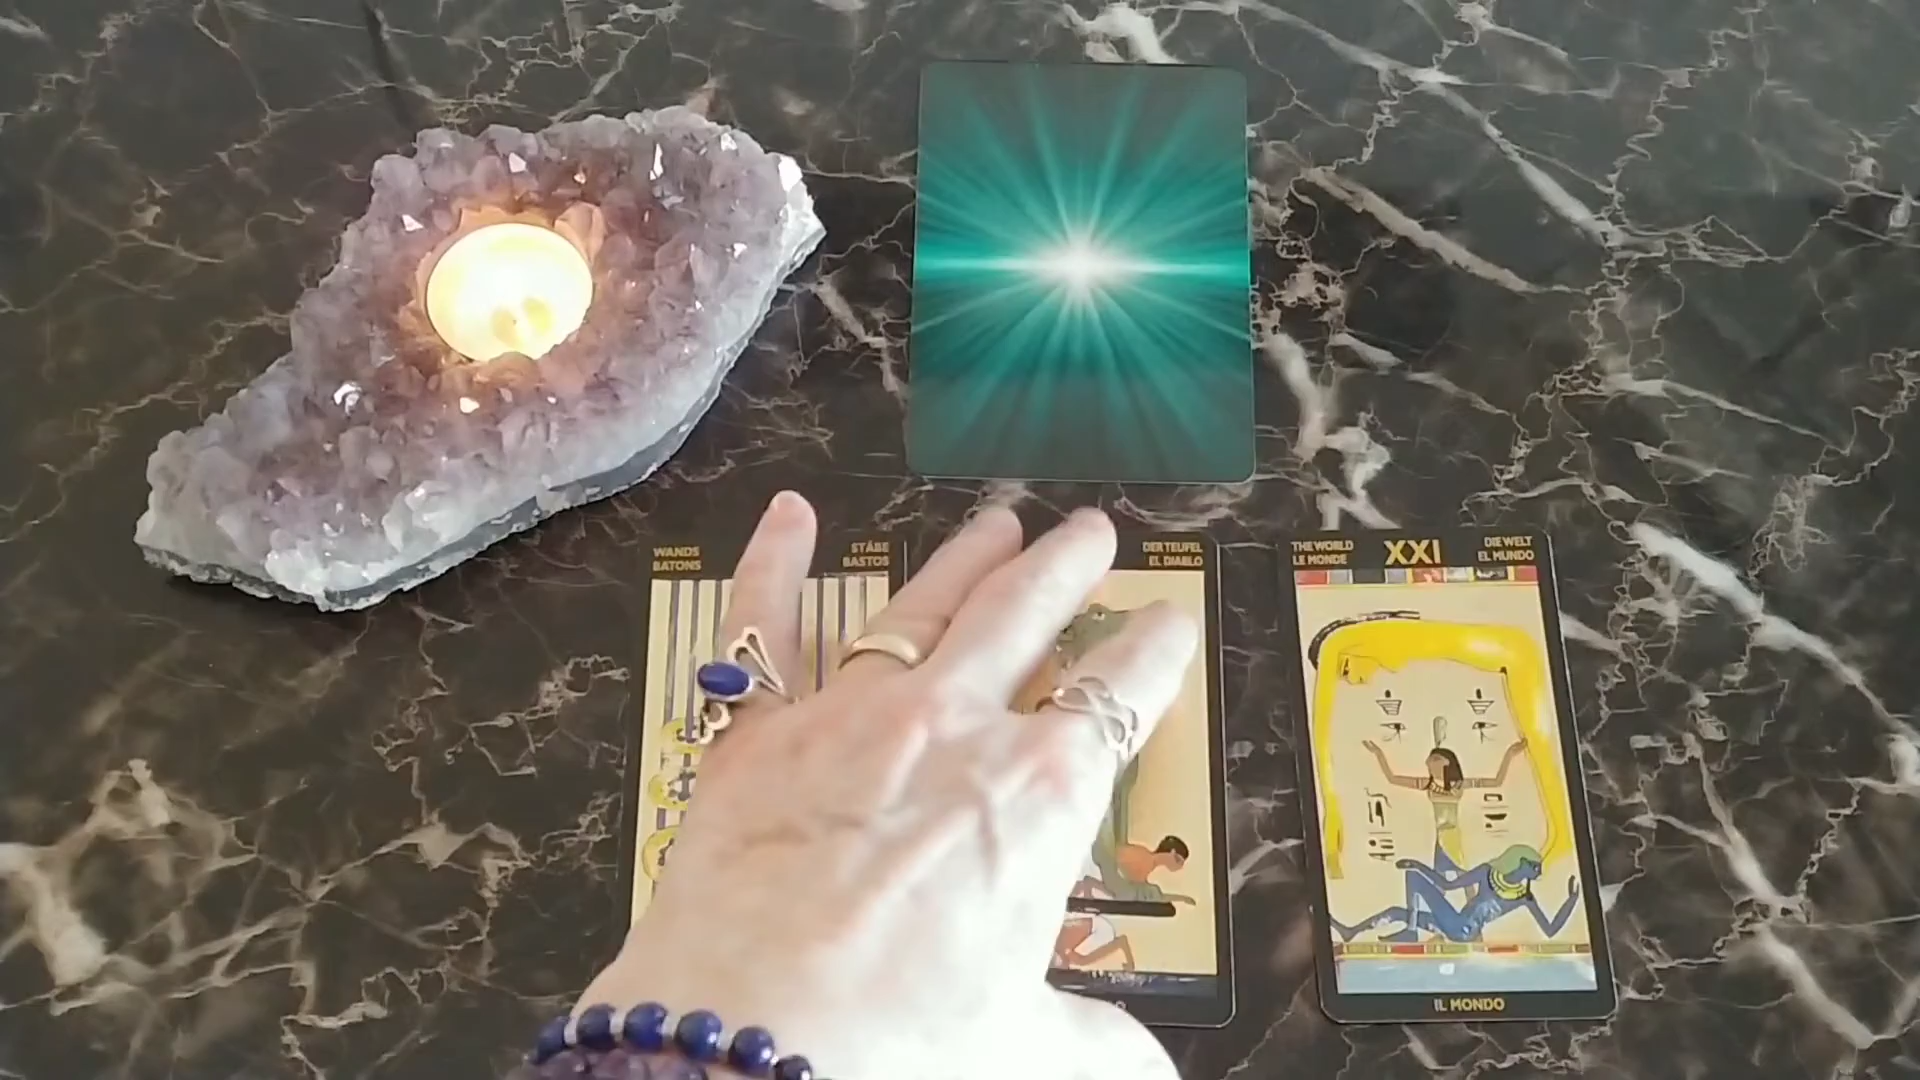 WANDS
BATONS
STÄBE
BASTOS
DER TEUFEL
EL DIABLO
THE WORLD
LE MONDE
XXI
DIE WELT
EL MUNDO
IL MONDO